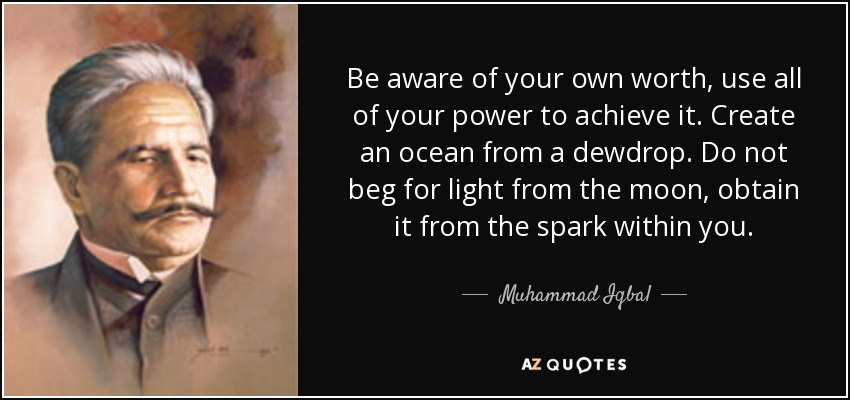 Be aware of your own worth, use all
of your power to achieve it. Create
an ocean from a dewdrop. Do not
beg for light from the moon, obtain
it from the spark within you.
Muhammad Iqbal
AZ QUOTES